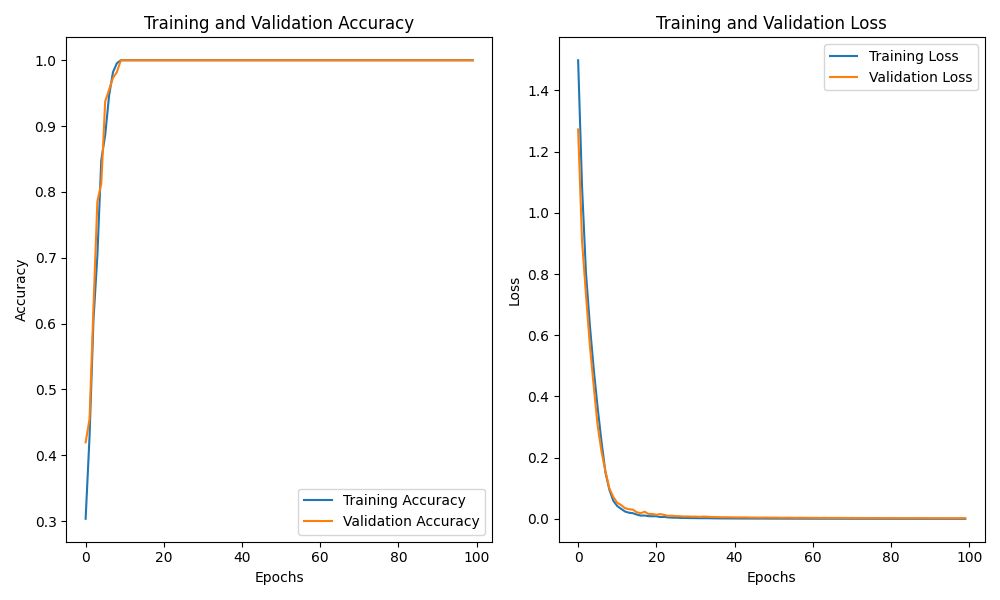 Training and Validation Accuracy
1.0
0.9
0.8
0.7
0.6
0.5
0.4
0.3
Accuracy
0 20 40 60 80 100
Epochs
Training Accuracy
Validation Accuracy
Training and Validation Loss
1.4
1.2
1.0
0.8
0.6
0.4
0.2
0.0
Loss
0 20 40 60 80 100
Epochs
Training Loss
Validation Loss